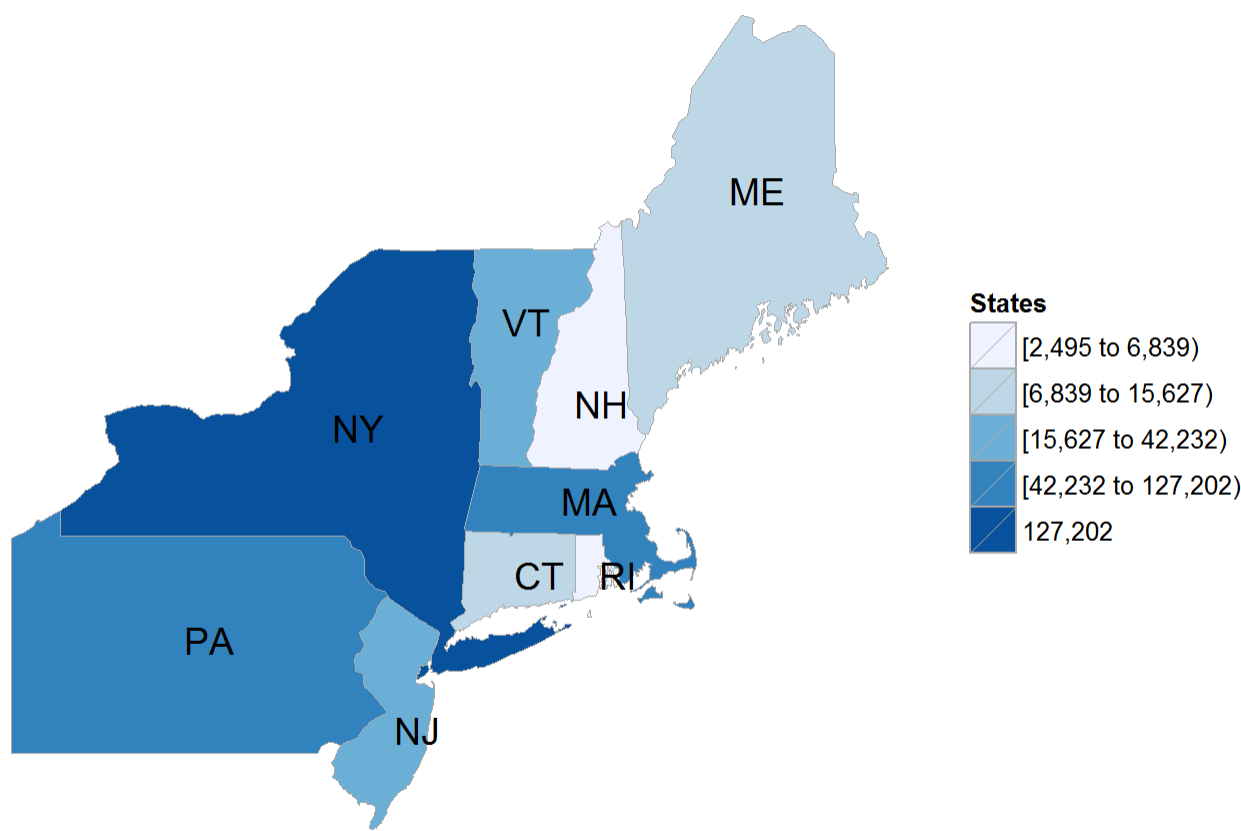 ME
VT
NH
NY
MA
CT
RI
PA
NJ
States
[2,495 to 6,839)
[6,839 to 15,627)
[15,627 to 42,232)
[42,232 to 127,202)
127,202